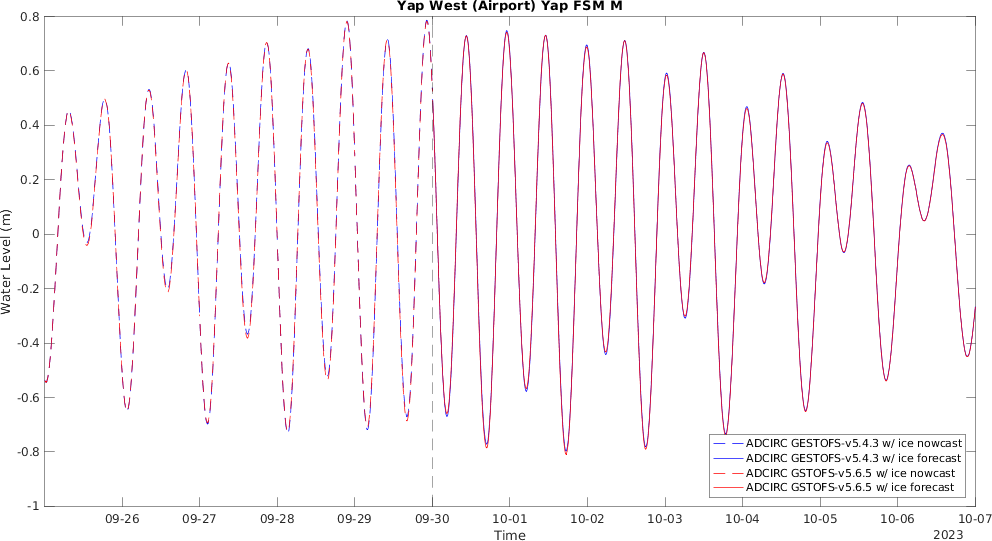 Yap West (Airport) Yap FSM M
0.8
0.6
0.4
0.2
0
-0.2
-0.4
-0.6
-0.8
-1
Water Level (m)
ADCIRC GESTOFS-v5.4.3 w/ ice nowcast
ADCIRC GESTOFS-v5.4.3 w/ ice forecast
ADCIRC GSTOFS-v5.6.5 w/ ice nowcast
ADCIRC GSTOFS-v5.6.5 w/ ice forecast
09-26 09-27 09-28 09-29 09-30 10-01 10-02 10-03 10-04 10-05 10-06 10-07
Time
2023